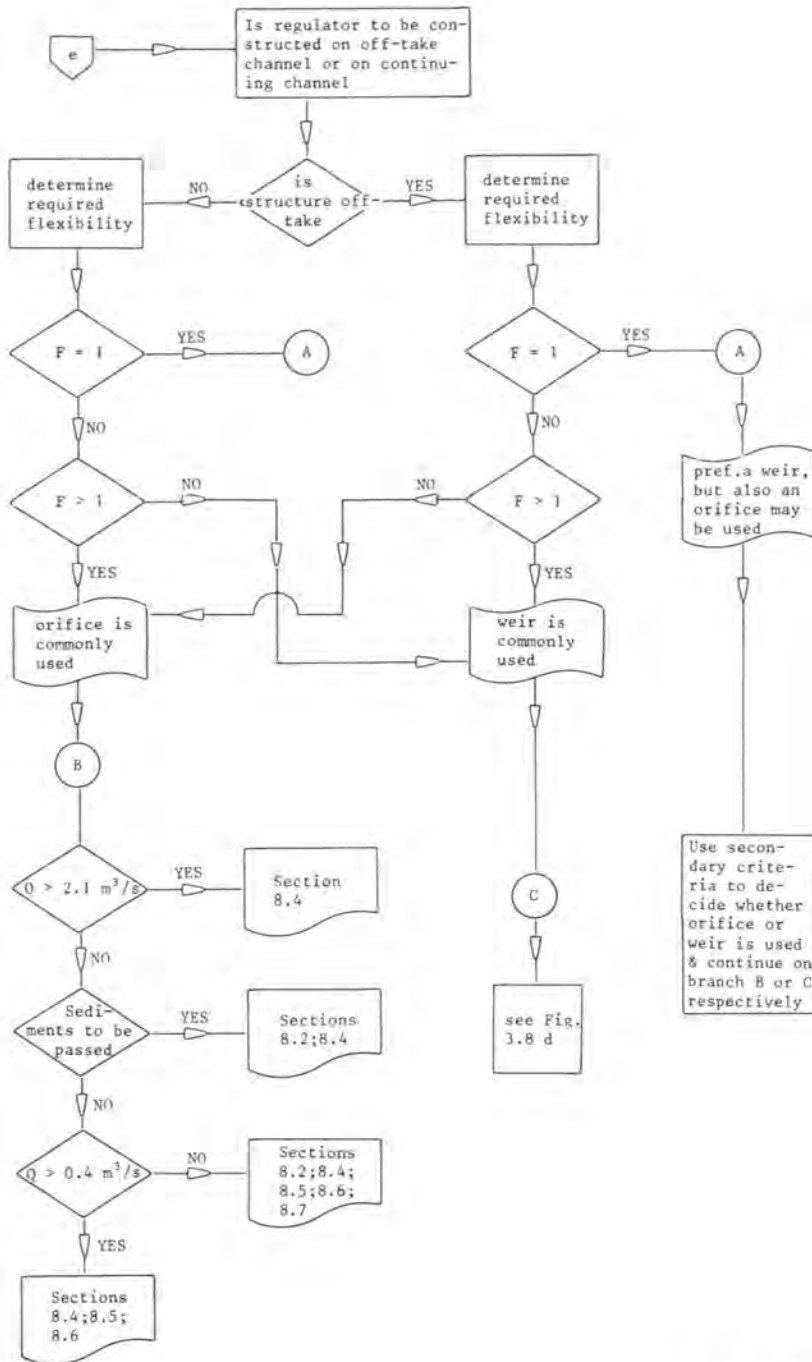 e
Is regulator to be con-
structed on off-take
channel or on continu-
ing channel
determine
required
flexibility
NO
is
structure off-
take
YES
determine
required
flexibility
F = 1
YES
A
F = 1
YES
A
NO
NO
pref.a weir,
but also an
orifice may
be used
F > 1
NO
NO
F > 1
YES
YES
orifice is
commonly
used
weir is
commonly
used
B
Q > 2.1 m³/s
YES
Section
8.4
C
Use secon-
dary crite-
ria to de-
cide whether
orifice or
weir is used
& continue on
branch B or C
respectively
NO
Sedi-
ments to be
passed
YES
Sections
8.2;8.4
see Fig.
3.8 d
NO
Q > 0.4 m³/s
NO
Sections
8.2;8.4;
8.5;8.6;
8.7
YES
Sections
8.4;8.5;
8.6